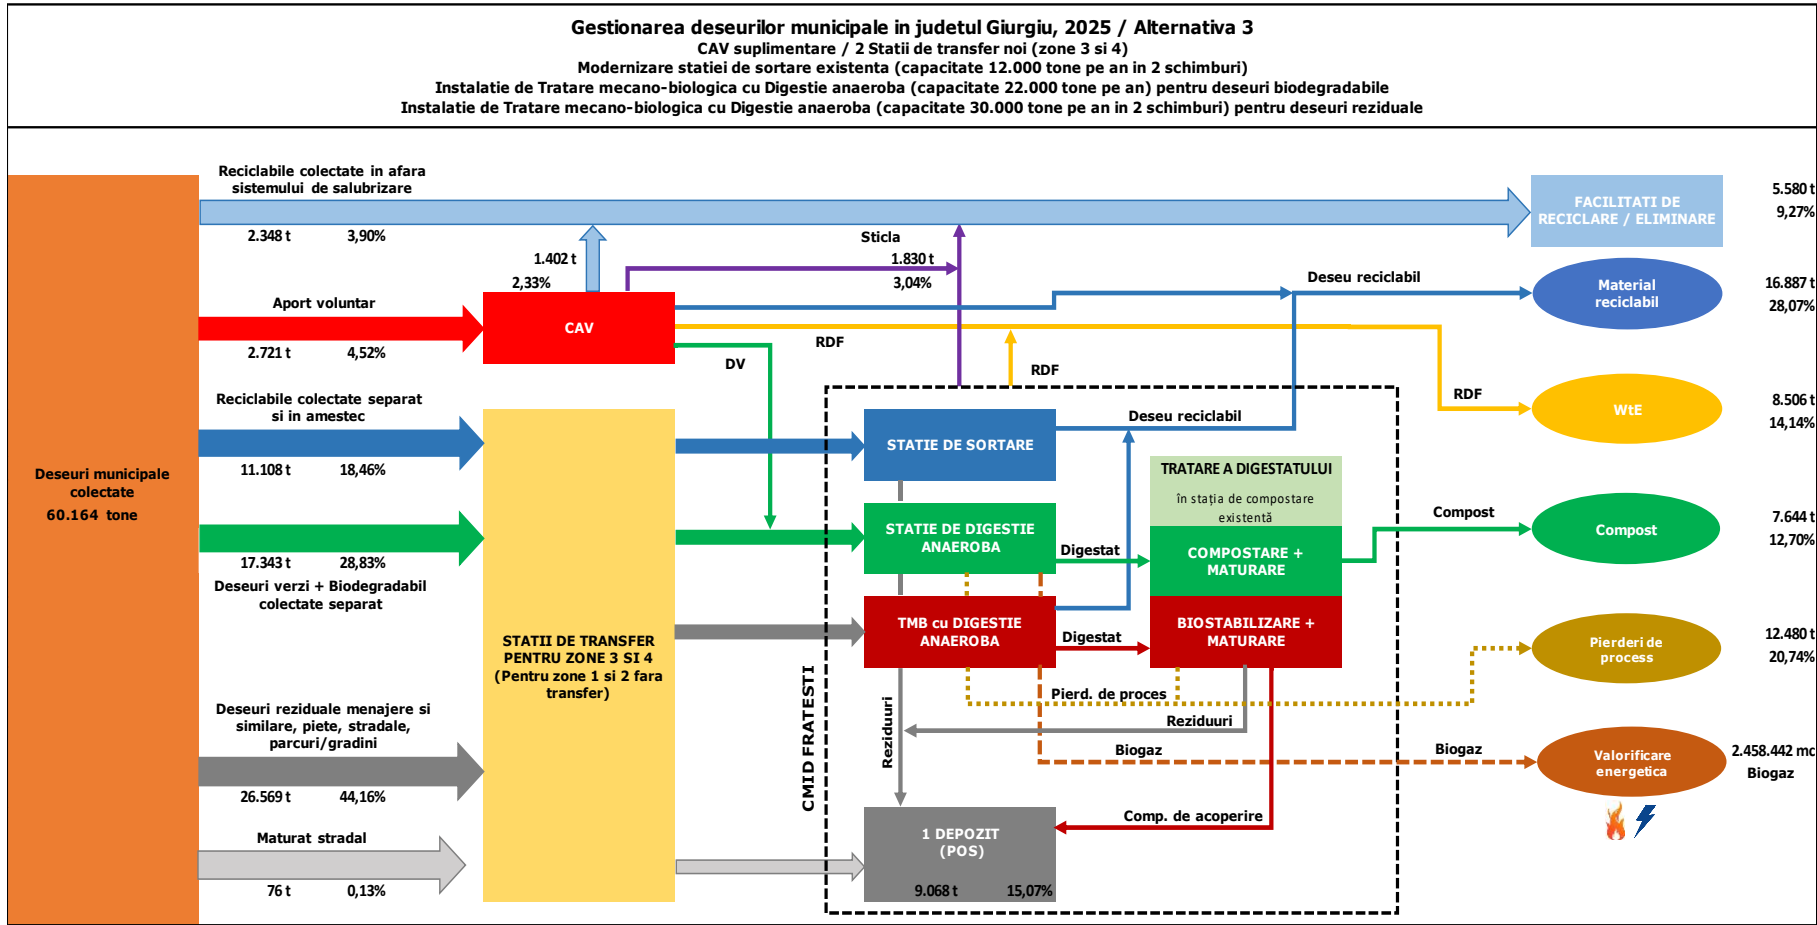 Gestionarea deseurilor municipale in judetul Giurgiu, 2025 / Alternativa 3
CAV suplimentare / 2 Statii de transfer noi (zone 3 si 4)
Modernizare statiei de sortare existenta (capacitate 12.000 tone pe an in 2 schimburi)
Instalatie de Tratare mecano-biologica cu Digestie anaeroba (capacitate 22.000 tone pe an) pentru deseuri biodegradabile
Instalatie de Tratare mecano-biologica cu Digestie anaeroba (capacitate 30.000 tone pe an in 2 schimburi) pentru deseuri reziduale
Deseuri municipale
colectate
60.164 tone
Reciclabile colectate in afara
sistemului de salubrizare
2.348 t 3,90%
Aport voluntar
2.721 t 4,52%
Reciclabile colectate separat
si in amestec
11.108 t 18,46%
17.343 t 28,83%
Deseuri verzi + Biodegradabil
colectate separat
Deseuri reziduale menajere si
similare, piete, stradale,
parcuri/gradini
26.569 t 44,16%
Maturat stradal
76 t 0,13%
1.402 t
2,33%
CAV
STATII DE TRANSFER
PENTRU ZONE 3 SI 4
(Pentru zone 1 si 2 fara
transfer)
Sticla
1.830 t
3,04%
RDF
DV
RDF
Deseu reciclabil
Deseu reciclabil
RDF
CMID FRATESTI
STATIE DE SORTARE
STATIE DE DIGESTIE
ANAEROBA
TMB cu DIGESTIE
ANAEROBA
Digestat
Digestat
TRATARE A DIGESTATULUI
în stația de compostare
existentă
COMPOSTARE +
MATURARE
BIOSTABILIZARE +
MATURARE
Pierd. de proces
Reziduuri
Reziduuri
Biogaz
Biogaz
Comp. de acoperire
Compost
1 DEPOZIT
(POS)
9.068 t 15,07%
FACILITATI DE
RECICLARE / ELIMINARE
5.580 t
9,27%
Material
reciclabil
16.887 t
28,07%
WtE
8.506 t
14,14%
Compost
7.644 t
12,70%
Pierderi de
process
12.480 t
20,74%
Valorificare
energetica
2.458.442 mc
Biogaz